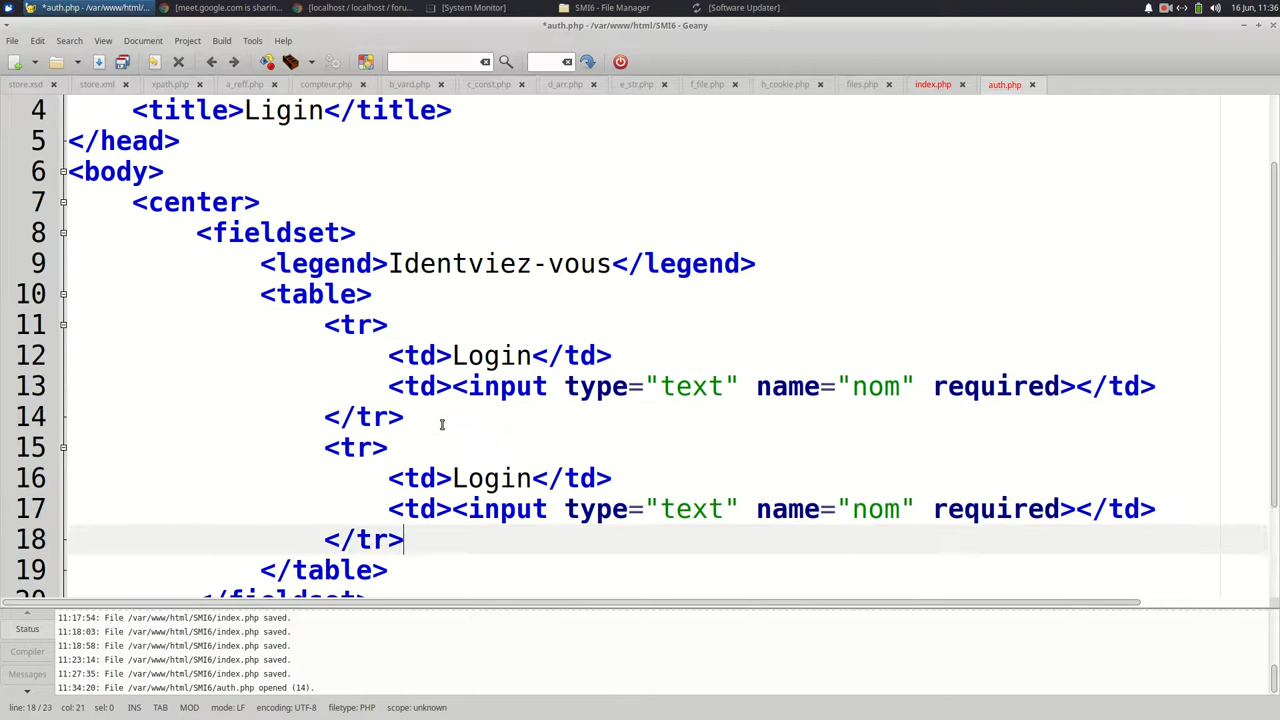 *auth.php - /var/www/html/SMI6/...
[meet.google.com is sharin...
[localhost / localhost / foru...
[System Monitor]
SMI6 - File Manager
[Software Updater]
16 Jun, 11:36
*auth.php - /var/www/html/SMI6 - Geany
File Edit Search View Document Project Build Tools Help
store.xsd store.xml xpath.php a_reff.php compteur.php b_vard.php c_const.php d_arr.php e_str.php f_file.php h_cookie.php files.php index.php auth.php
4 <title>Ligin</title>
5 </head>
6 <body>
7 <center>
8 <fieldset>
9 <legend>Identviez-vous</legend>
10 <table>
11 <tr>
12 <td>Login</td>
13 <td><input type="text" name="nom" required></td>
14 </tr>
15 <tr>
16 <td>Login</td>
17 <td><input type="text" name="nom" required></td>
18 </tr>
19 </table>
20 </fieldset>
Status
Compiler
Messages
11:17:54: File /var/www/html/SMI6/index.php saved.
11:18:03: File /var/www/html/SMI6/index.php saved.
11:18:58: File /var/www/html/SMI6/index.php saved.
11:23:14: File /var/www/html/SMI6/index.php saved.
11:27:35: File /var/www/html/SMI6/index.php saved.
11:34:20: File /var/www/html/SMI6/auth.php opened (14).
line: 18 / 23 col: 21 sel: 0 INS TAB MOD mode: LF encoding: UTF-8 filetype: PHP scope: unknown